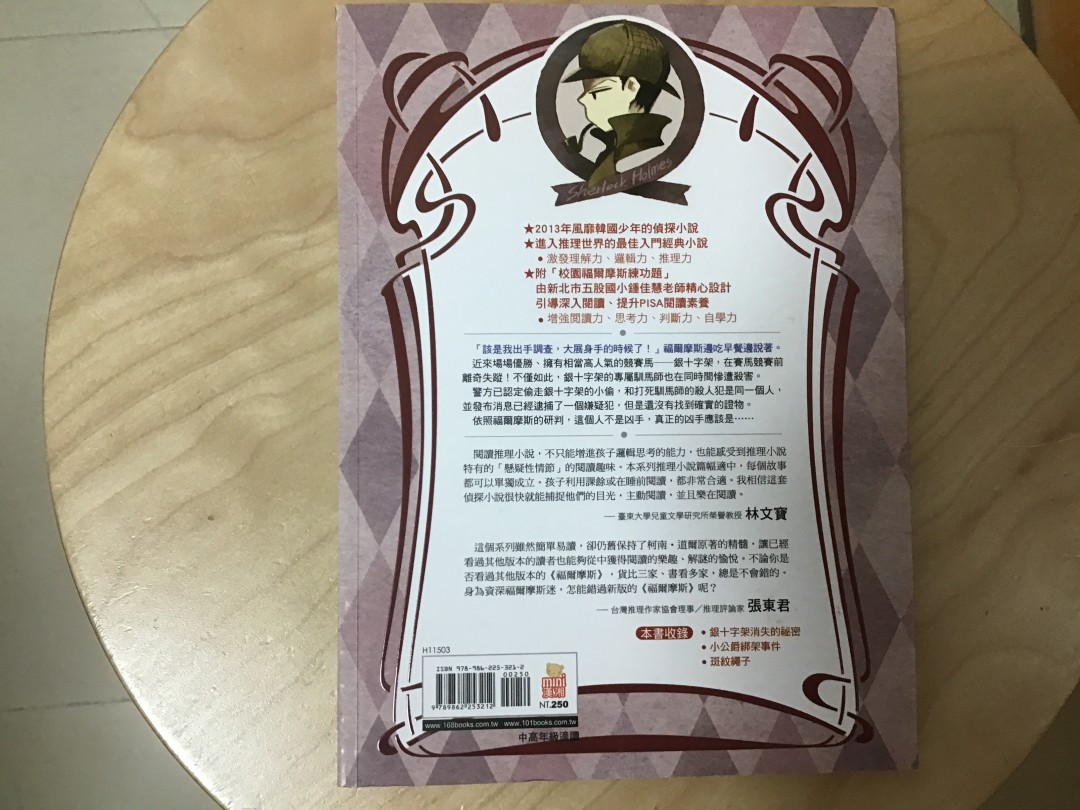 Sherlock Holmes
★2013年風靡韓國少年的偵探小說
★進入推理世界的最佳入門經典小說
• 激發理解力、邏輯力、推理力
★附「校園福爾摩斯練功題」
由新北市五股國小鍾佳慧老師精心設計
引導深入閱讀、提升PISA閱讀素養
• 增強閱讀力、思考力、判斷力、自學力
「該是我出手調查，大展身手的時候了！」福爾摩斯邊吃早餐邊說著。
近來場場優勝、擁有相當高人氣的競賽馬──銀十字架，在賽馬競賽前
離奇失蹤！不僅如此，銀十字架的專屬馴馬師也在同時間慘遭殺害。
警方已認定偷走銀十字架的小偷，和打死馴馬師的殺人犯是同一個人，
並發布消息已經逮捕了一個嫌疑犯，但是還沒有找到確實的證物。
依照福爾摩斯的研判，這個人不是凶手，真正的凶手應該是……
閱讀推理小說，不只能增進孩子邏輯思考的能力，也能感受到推理小說
特有的「懸疑性情節」的閱讀趣味。本系列推理小說篇幅適中，每個故事
都可以單獨成立。孩子利用課餘或在睡前閱讀，都非常合適。我相信這套
偵探小說很快就能捕捉他們的目光，主動閱讀，並且樂在閱讀。
── 臺東大學兒童文學研究所榮譽教授 林文寶
這個系列雖然簡單易讀，卻仍舊保持了柯南・道爾原著的精髓，讓已經
看過其他版本的讀者也能夠從中獲得閱讀的樂趣、解謎的愉悅。不論你是
否看過其他版本的《福爾摩斯》，貨比三家、書看多家，總是不會錯的。
身為資深福爾摩斯迷，怎能錯過新版的《福爾摩斯》呢？
── 台灣推理作家協會理事／推理評論家 張東君
本書收錄 • 銀十字架消失的祕密
• 小公爵綁架事件
• 斑紋繩子
H11503
ISBN 978-986-225-321-2
00250
9789862253212
mini
漢湘
NT.250
www.168books.com.tw www.101books.com.tw
中高年級適讀